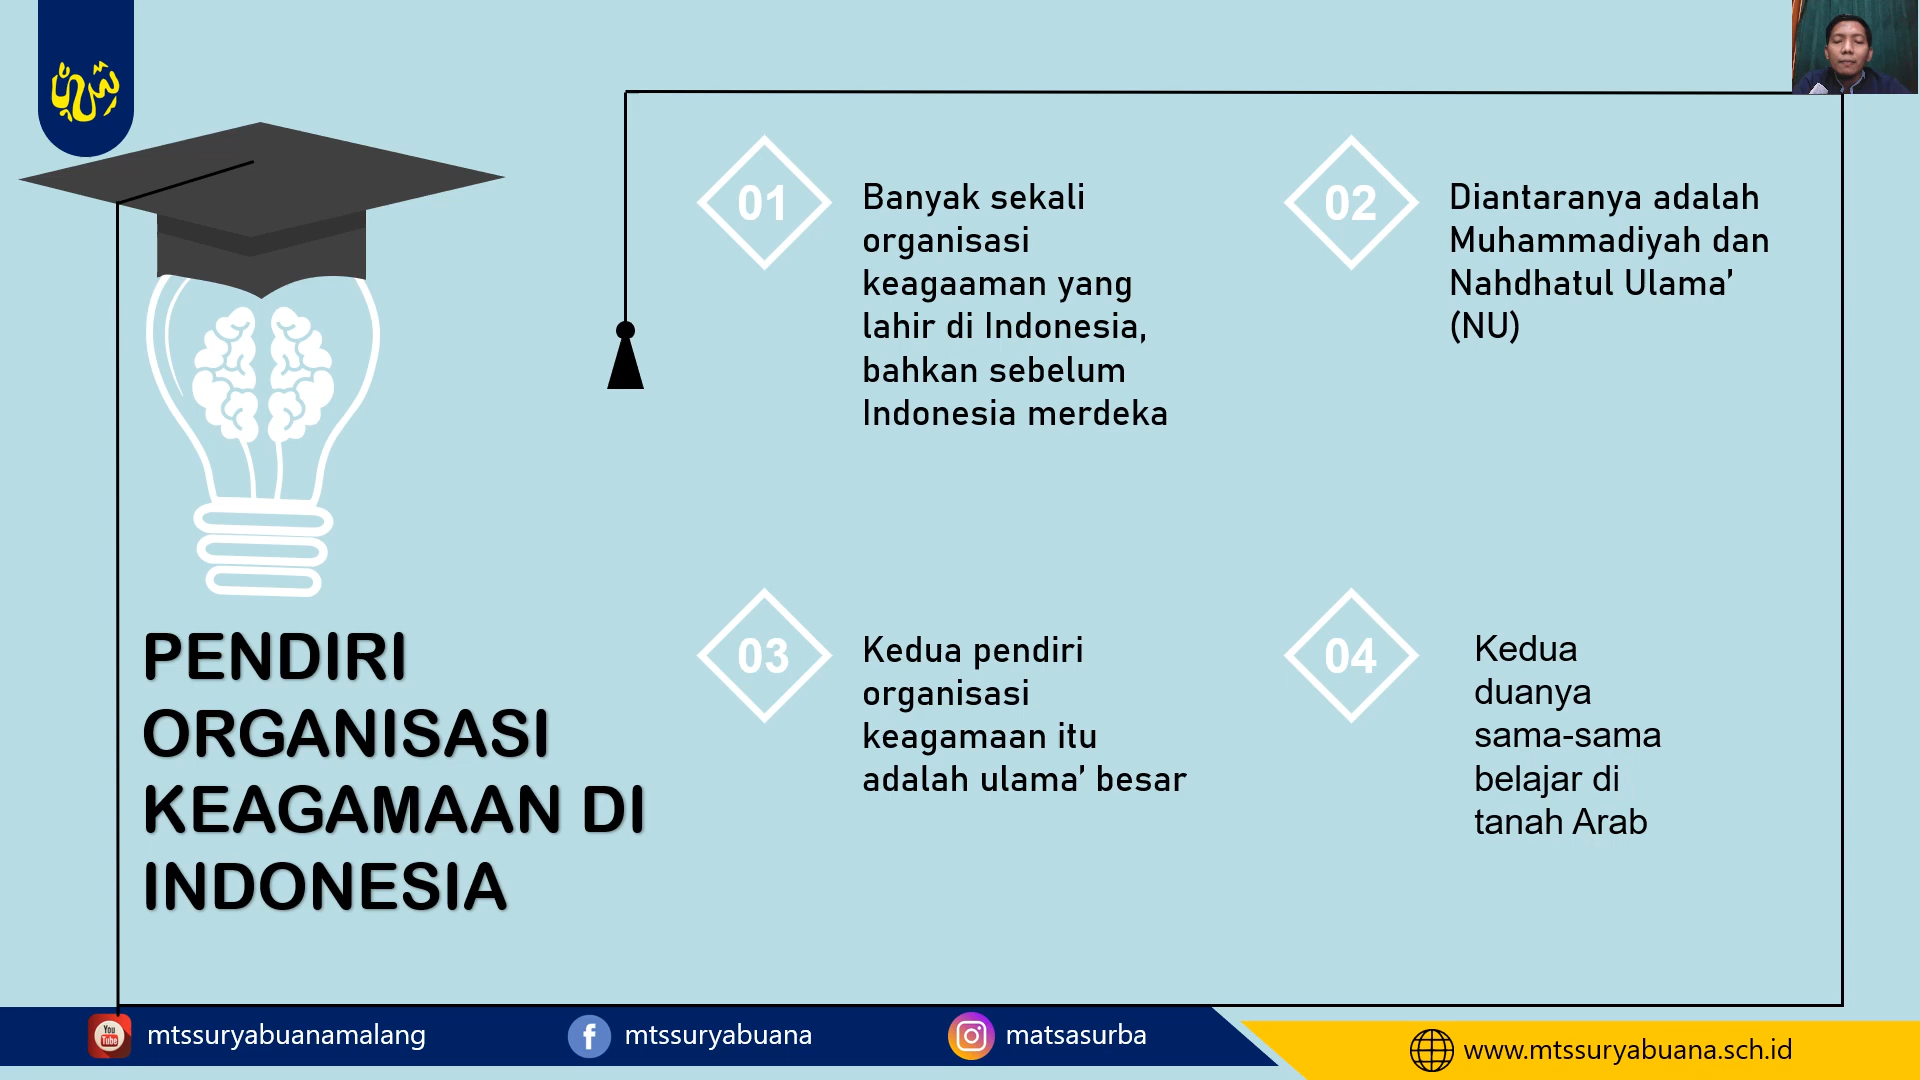 PENDIRI
ORGANISASI
KEAGAMAAN DI
INDONESIA
01
Banyak sekali
organisasi
keagaaman yang
lahir di Indonesia,
bahkan sebelum
Indonesia merdeka
02
Diantaranya adalah
Muhammadiyah dan
Nahdhatul Ulama’
(NU)
03
Kedua pendiri
organisasi
keagamaan itu
adalah ulama’ besar
04
Kedua
duanya
sama-sama
belajar di
tanah Arab
You
Tube
mtssuryabuanamalang
mtssuryabuana
matsasurba
www.mtssuryabuana.sch.id